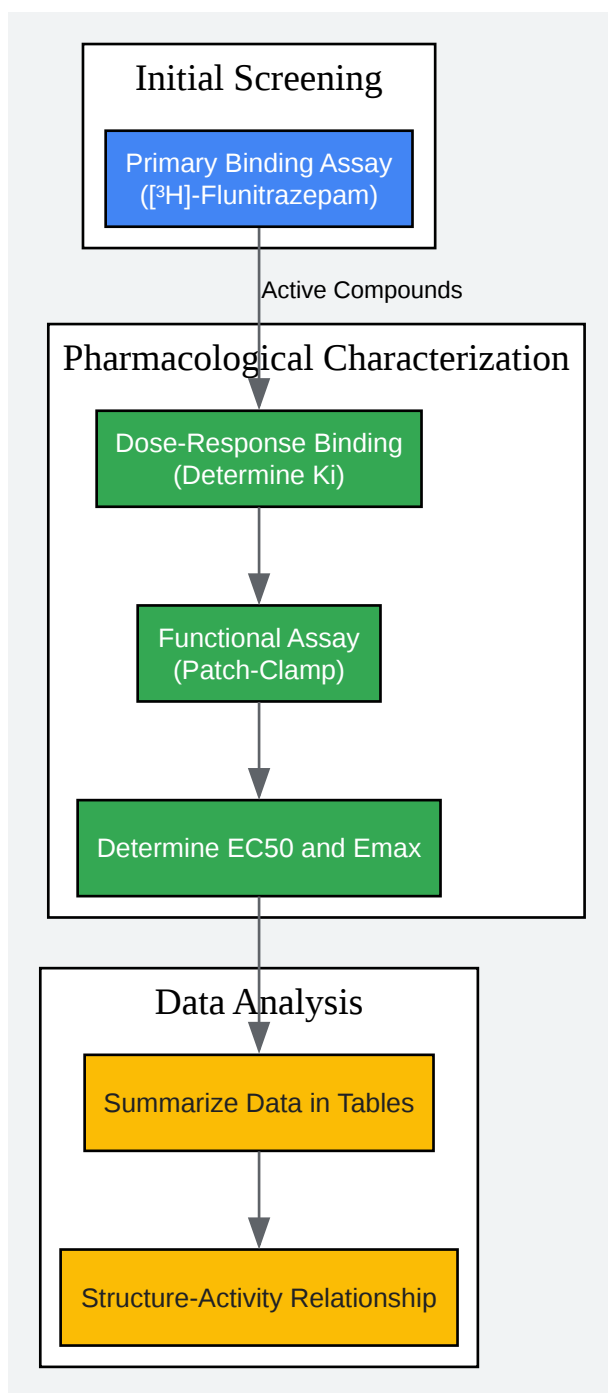 Initial Screening
Primary Binding Assay
([³H]-Flunitrazepam)
Active Compounds
Pharmacological Characterization
Dose-Response Binding
(Determine Ki)
Functional Assay
(Patch-Clamp)
Determine EC50 and Emax
Data Analysis
Summarize Data in Tables
Structure-Activity Relationship